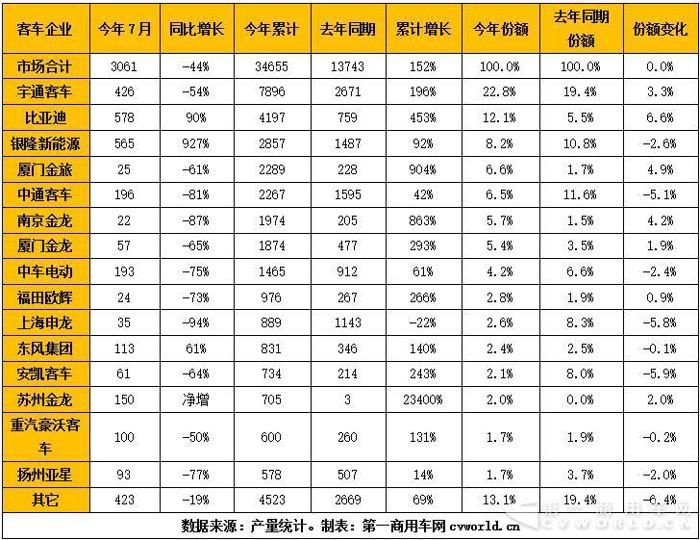 客车企业 今年7月 同比增长 今年累计 去年同期 累计增长 今年份额 去年同期份额 份额变化
市场合计 3061 -44% 34655 13743 152% 100.0% 100.0% 0.0%
宇通客车 426 -54% 7896 2671 196% 22.8% 19.4% 3.3%
比亚迪 578 90% 4197 759 453% 12.1% 5.5% 6.6%
银隆新能源 565 927% 2857 1487 92% 8.2% 10.8% -2.6%
厦门金旅 25 -61% 2289 228 904% 6.6% 1.7% 4.9%
中通客车 196 -81% 2267 1595 42% 6.5% 11.6% -5.1%
南京金龙 22 -87% 1974 205 863% 5.7% 1.5% 4.2%
厦门金龙 57 -65% 1874 477 293% 5.4% 3.5% 1.9%
中车电动 193 -75% 1465 912 61% 4.2% 6.6% -2.4%
福田欧辉 24 -73% 976 267 266% 2.8% 1.9% 0.9%
上海申龙 35 -94% 889 1143 -22% 2.6% 8.3% -5.8%
东风集团 113 61% 831 346 140% 2.4% 2.5% -0.1%
安凯客车 61 -64% 734 214 243% 2.1% 8.0% -5.9%
苏州金龙 150 净增 705 3 23400% 2.0% 0.0% 2.0%
重汽豪沃客车 100 -50% 600 260 131% 1.7% 1.9% -0.2%
扬州亚星 93 -77% 578 507 14% 1.7% 3.7% -2.0%
其它 423 -19% 4523 2669 69% 13.1% 19.4% -6.4%
数据来源：产量统计。制表：第一商用车网cvworld.cn
第一商用车网
CVWORLD.CN